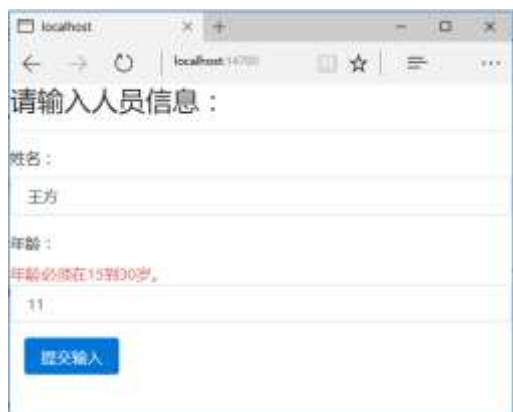 localhost
localhost:14700
请输入人员信息：
姓名：
王方
年龄：
年龄必须在15到30岁。
11
提交输入